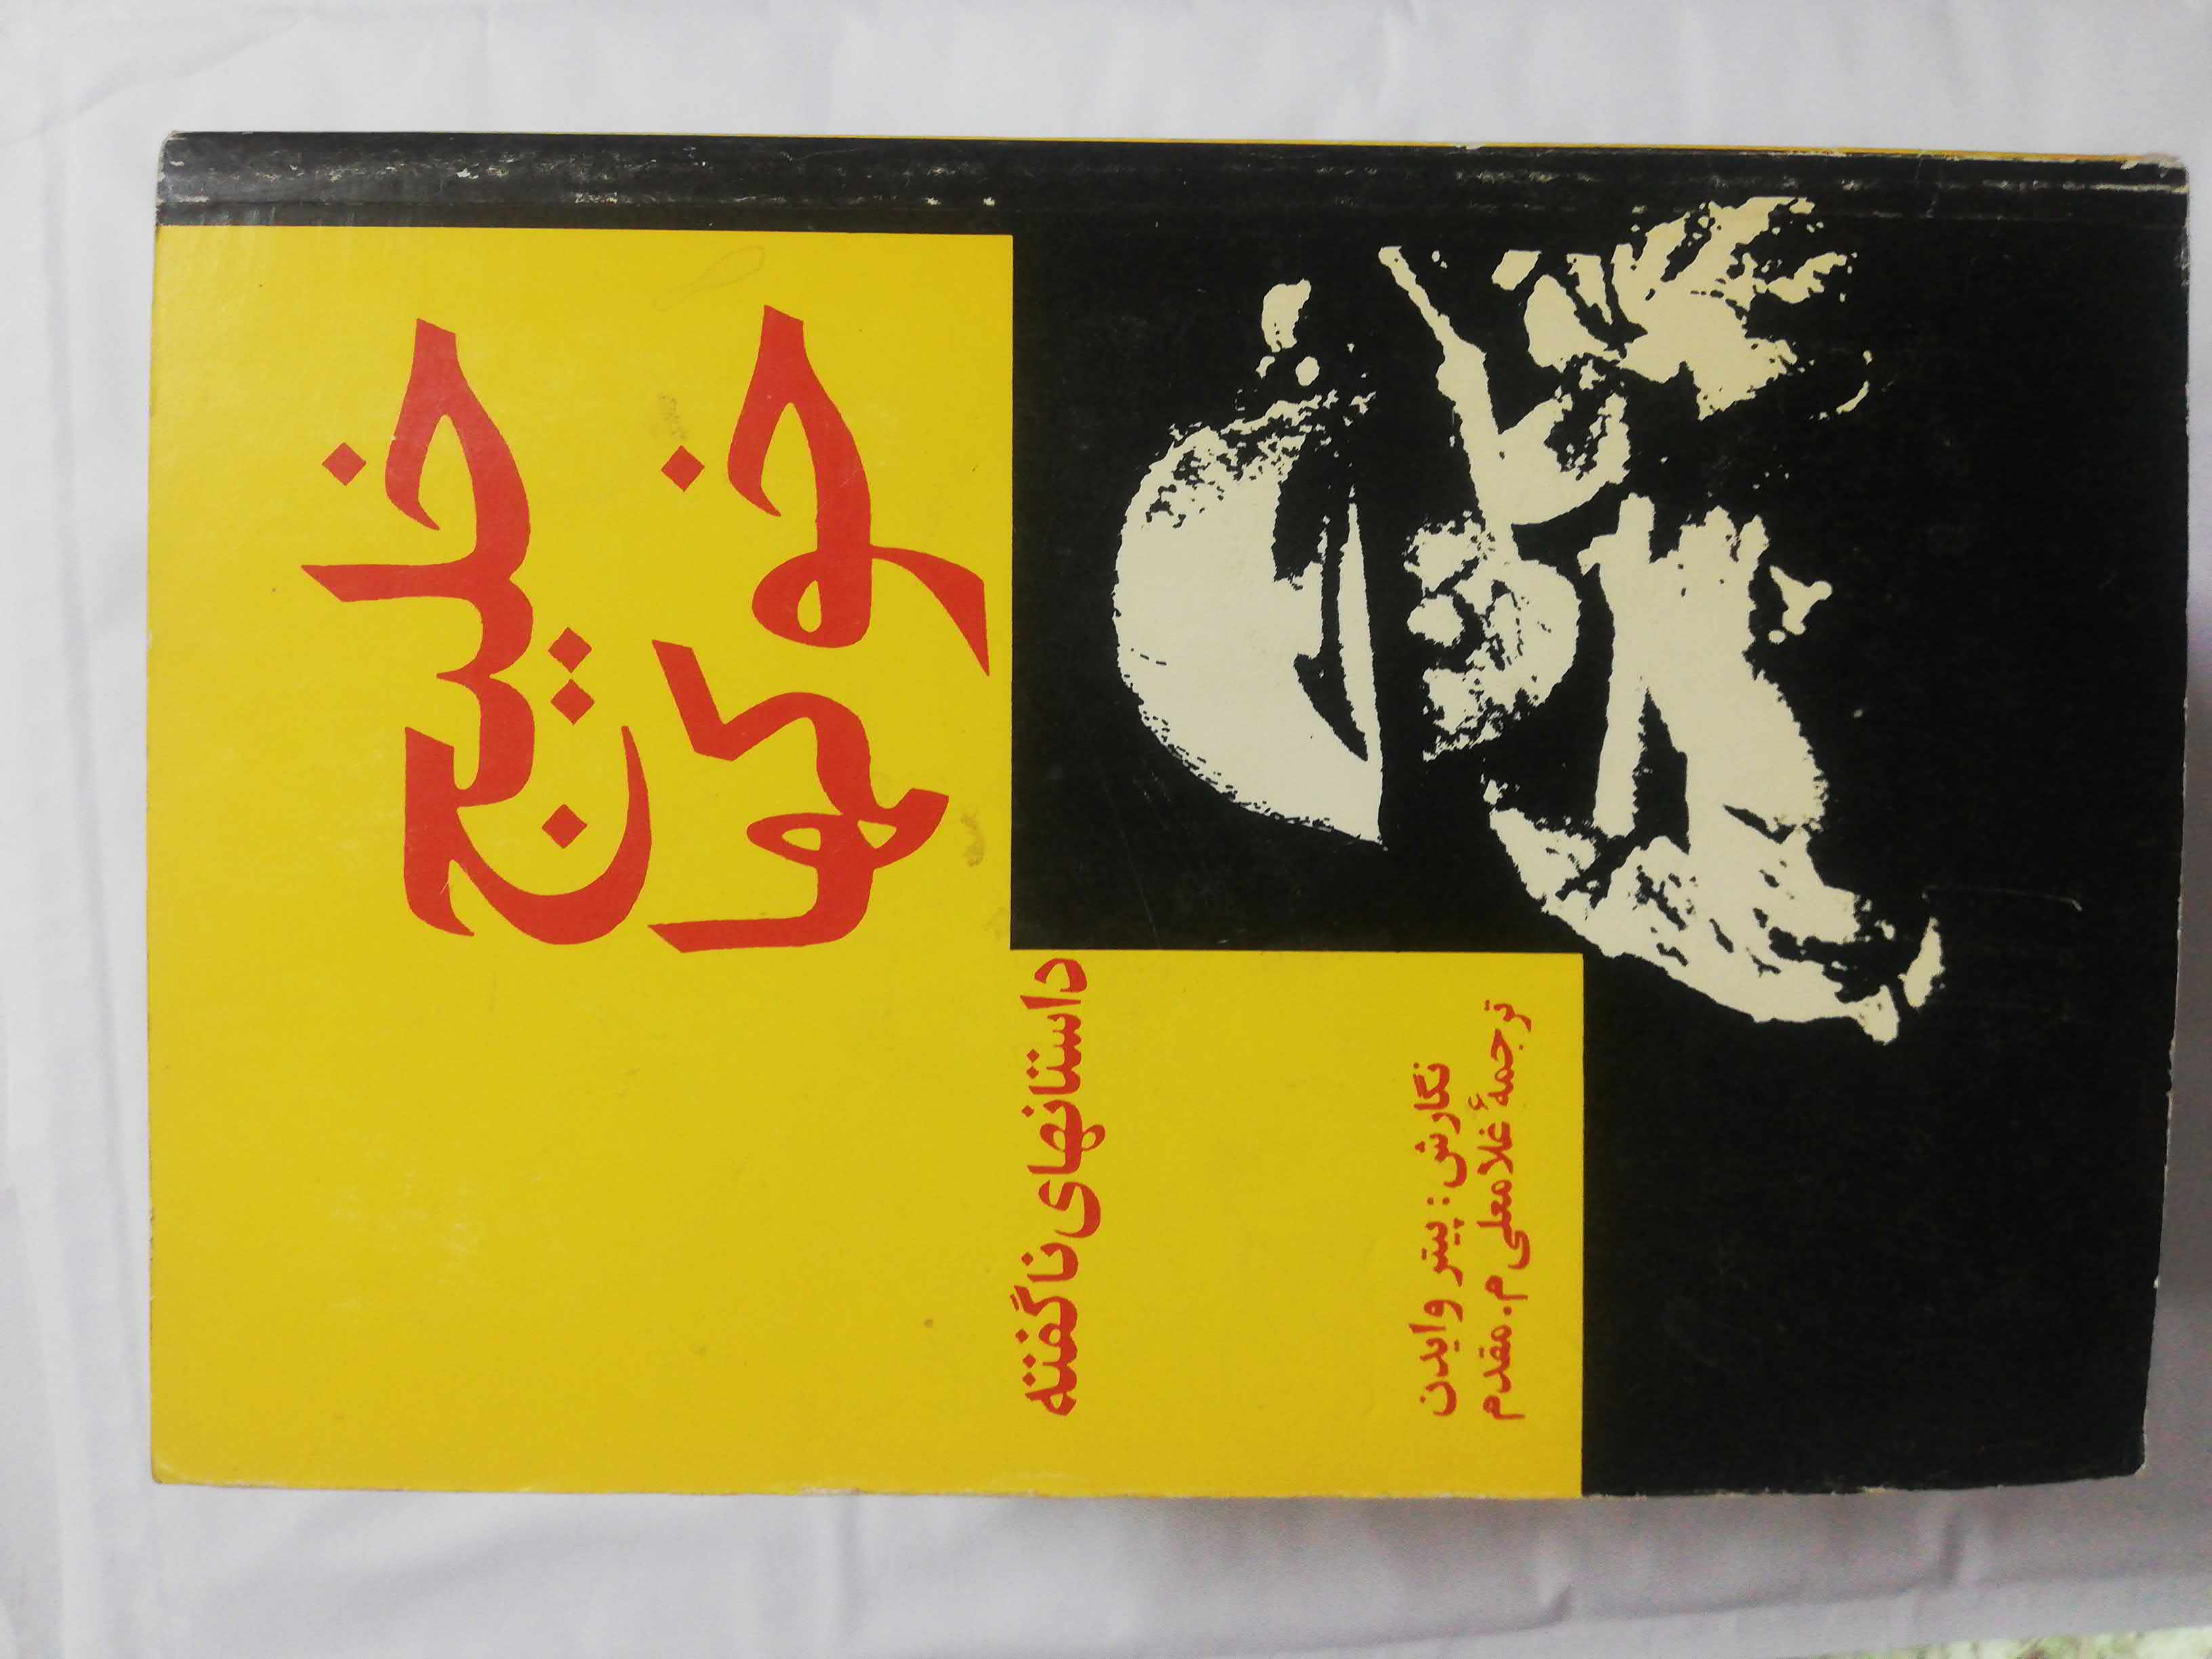 خلیج
خوکها
داستانهای ناگفته
نگارش: پیتر وایدن
ترجمهٔ غلامعلی م. مقدم